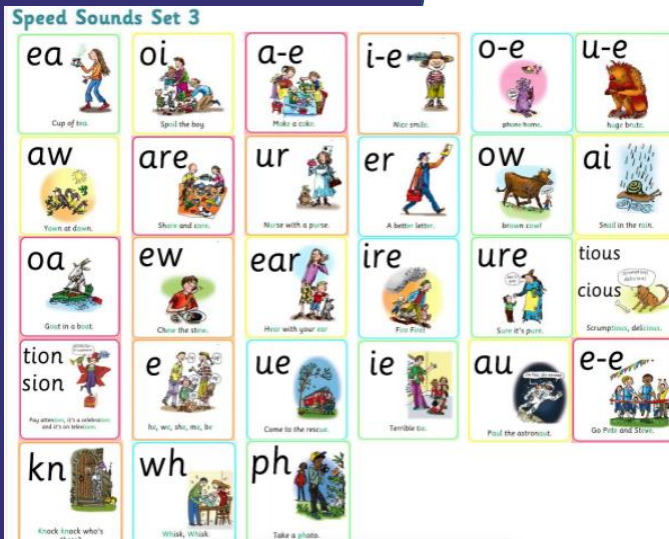 Speed Sounds Set 3
ea
Cup of tea.
oi
Spoil the boy.
a-e
Make a cake.
i-e
Nice smile.
o-e
phone home.
u-e
huge brute.
aw
Yawn at dawn.
are
Share and care.
ur
Nurse with a purse.
er
A better letter.
ow
brown cow!
ai
Snail in the rain.
oa
Goat in a boat.
ew
Chew the stew.
ear
Hear with your ear
ire
Fire Fire!
ure
Sure it's pure.
tious
cious
Scrumptious, delicious.
tion
sion
Pay attention, it's a celebration
and it's on television.
e
he, we, she, me, be
ue
Come to the rescue.
ie
Terrible tie.
au
Paul the astronaut.
e-e
Go Pete and Steve.
kn
Knock knock who's
there?
wh
Whisk, Whisk.
ph
Take a photo.